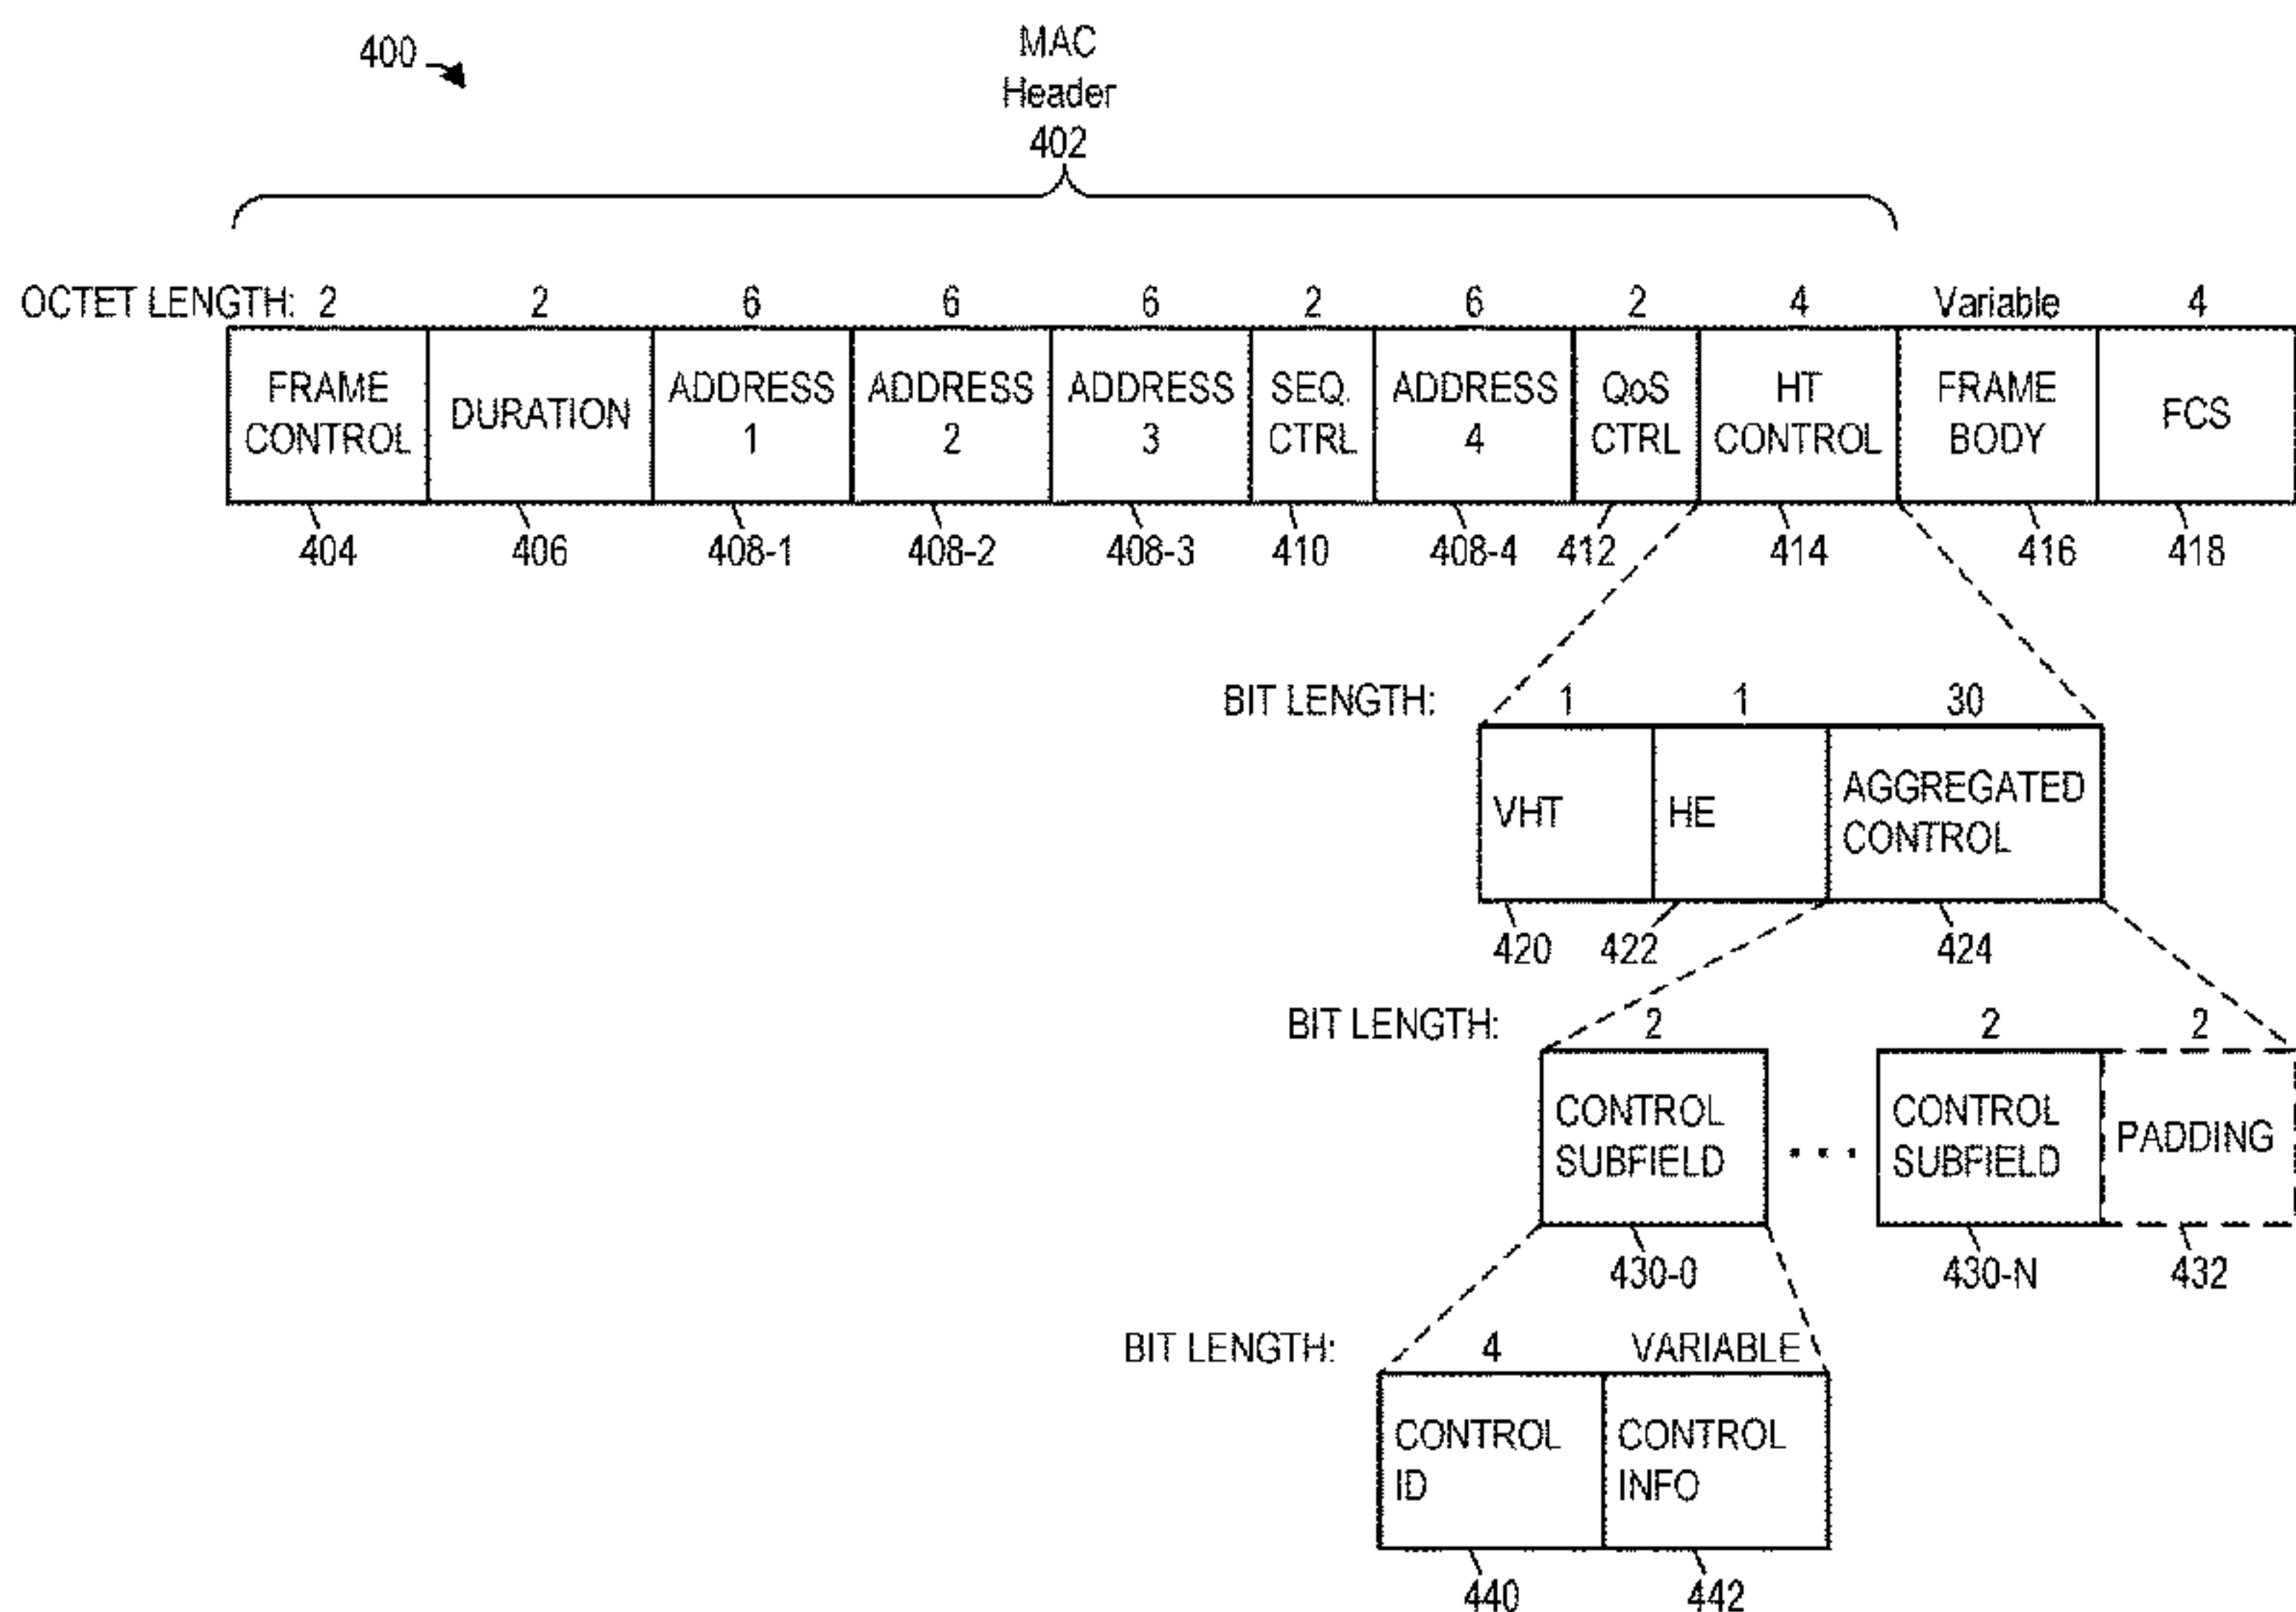 400
MAC
Header
402
OCTET LENGTH: 2 2 6 6 6 2 6 2 4 Variable 4
FRAME CONTROL
DURATION
ADDRESS 1
ADDRESS 2
ADDRESS 3
SEQ. CTRL
ADDRESS 4
QoS CTRL
HT CONTROL
FRAME BODY
FCS
404 406 408-1 408-2 408-3 410 408-4 412 414 416 418
BIT LENGTH: 1 1 30
VHT
HE
AGGREGATED CONTROL
420 422 424
BIT LENGTH: 2 2 2
CONTROL SUBFIELD
...
CONTROL SUBFIELD
PADDING
430-0 430-N 432
BIT LENGTH: 4 VARIABLE
CONTROL ID
CONTROL INFO
440 442